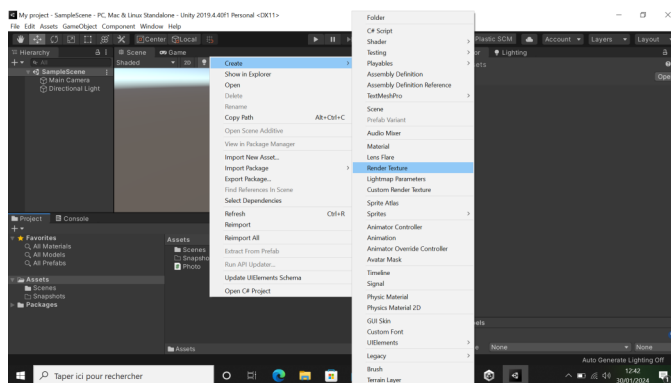 My project - SampleScene - PC, Mac & Linux Standalone - Unity 2019.4.40f1 Personal <DX11>
File Edit Assets GameObject Component Window Help
Center Local
Plastic SCM Account Layers Layout
Hierarchy
Scene Game
Lighting
All
Shaded 2D
SampleScene
Main Camera
Directional Light
Create
Show in Explorer
Open
Delete
Rename
Copy Path Alt+Ctrl+C
Open Scene Additive
View in Package Manager
Import New Asset...
Import Package
Export Package...
Find References In Scene
Select Dependencies
Refresh Ctrl+R
Reimport
Reimport All
Extract From Prefab
Run API Updater...
Update UIElements Schema
Open C# Project
Folder
C# Script
Shader
Testing
Playables
Assembly Definition
Assembly Definition Reference
TextMeshPro
Scene
Prefab Variant
Audio Mixer
Material
Lens Flare
Render Texture
Lightmap Parameters
Custom Render Texture
Sprite Atlas
Sprites
Animator Controller
Animation
Animator Override Controller
Avatar Mask
Timeline
Signal
Physic Material
Physics Material 2D
GUI Skin
Custom Font
UIElements
Legacy
Brush
Terrain Layer
ets
Ope
Project Console
Favorites
All Materials
All Models
All Prefabs
Assets
Scenes
Snapshots
Packages
Assets
Scenes
Snapsho
Photo
Assets
els
e None None
Auto Generate Lighting Off
Taper ici pour rechercher
12:42
30/01/2024